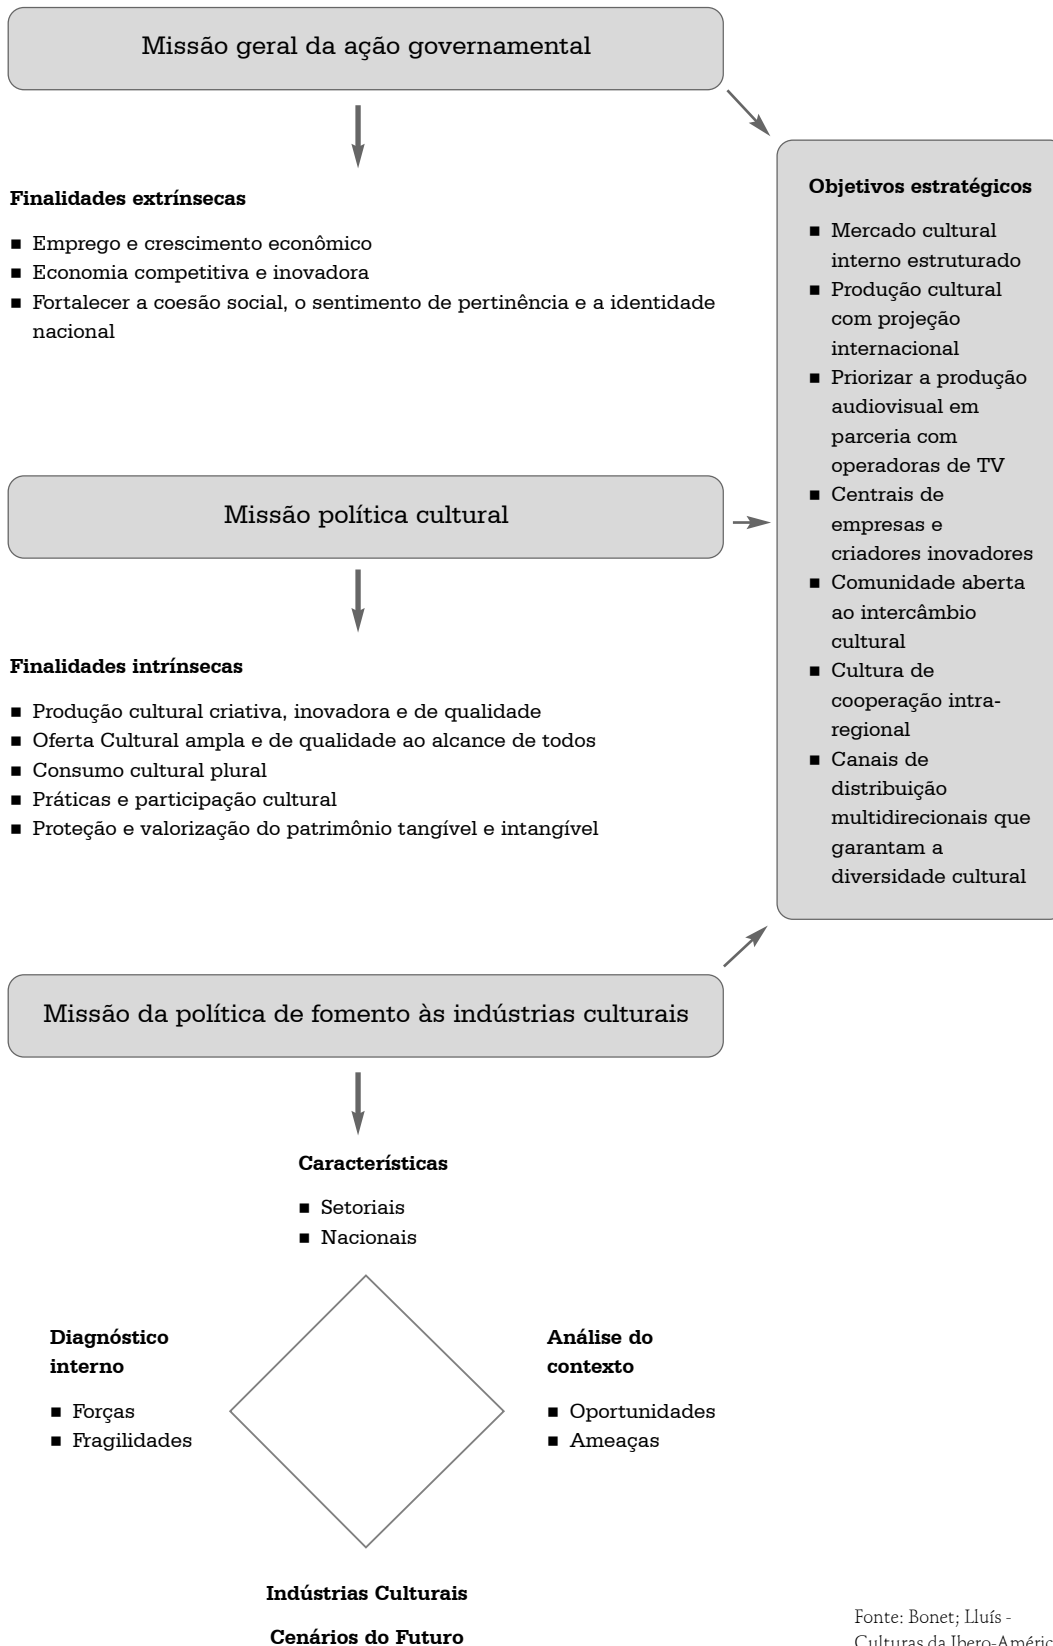 Missão geral da ação governamental
Finalidades extrínsecas
■ Emprego e crescimento econômico
■ Economia competitiva e inovadora
■ Fortalecer a coesão social, o sentimento de pertinência e a identidade
nacional
Missão política cultural
Finalidades intrínsecas
■ Produção cultural criativa, inovadora e de qualidade
■ Oferta Cultural ampla e de qualidade ao alcance de todos
■ Consumo cultural plural
■ Práticas e participação cultural
■ Proteção e valorização do patrimônio tangível e intangível
Objetivos estratégicos
■ Mercado cultural
interno estruturado
■ Produção cultural
com projeção
internacional
■ Priorizar a produção
audiovisual em
parceria com
operadoras de TV
■ Centrais de
empresas e
criadores inovadores
■ Comunidade aberta
ao intercâmbio
cultural
■ Cultura de
cooperação intra-
regional
■ Canais de
distribuição
multidirecionais que
garantam a
diversidade cultural
Missão da política de fomento às indústrias culturais
Características
■ Setoriais
■ Nacionais
Diagnóstico
interno
■ Forças
■ Fragilidades
Análise do
contexto
■ Oportunidades
■ Ameaças
Indústrias Culturais
Cenários do Futuro
Fonte: Bonet; Lluís -
Culturas da